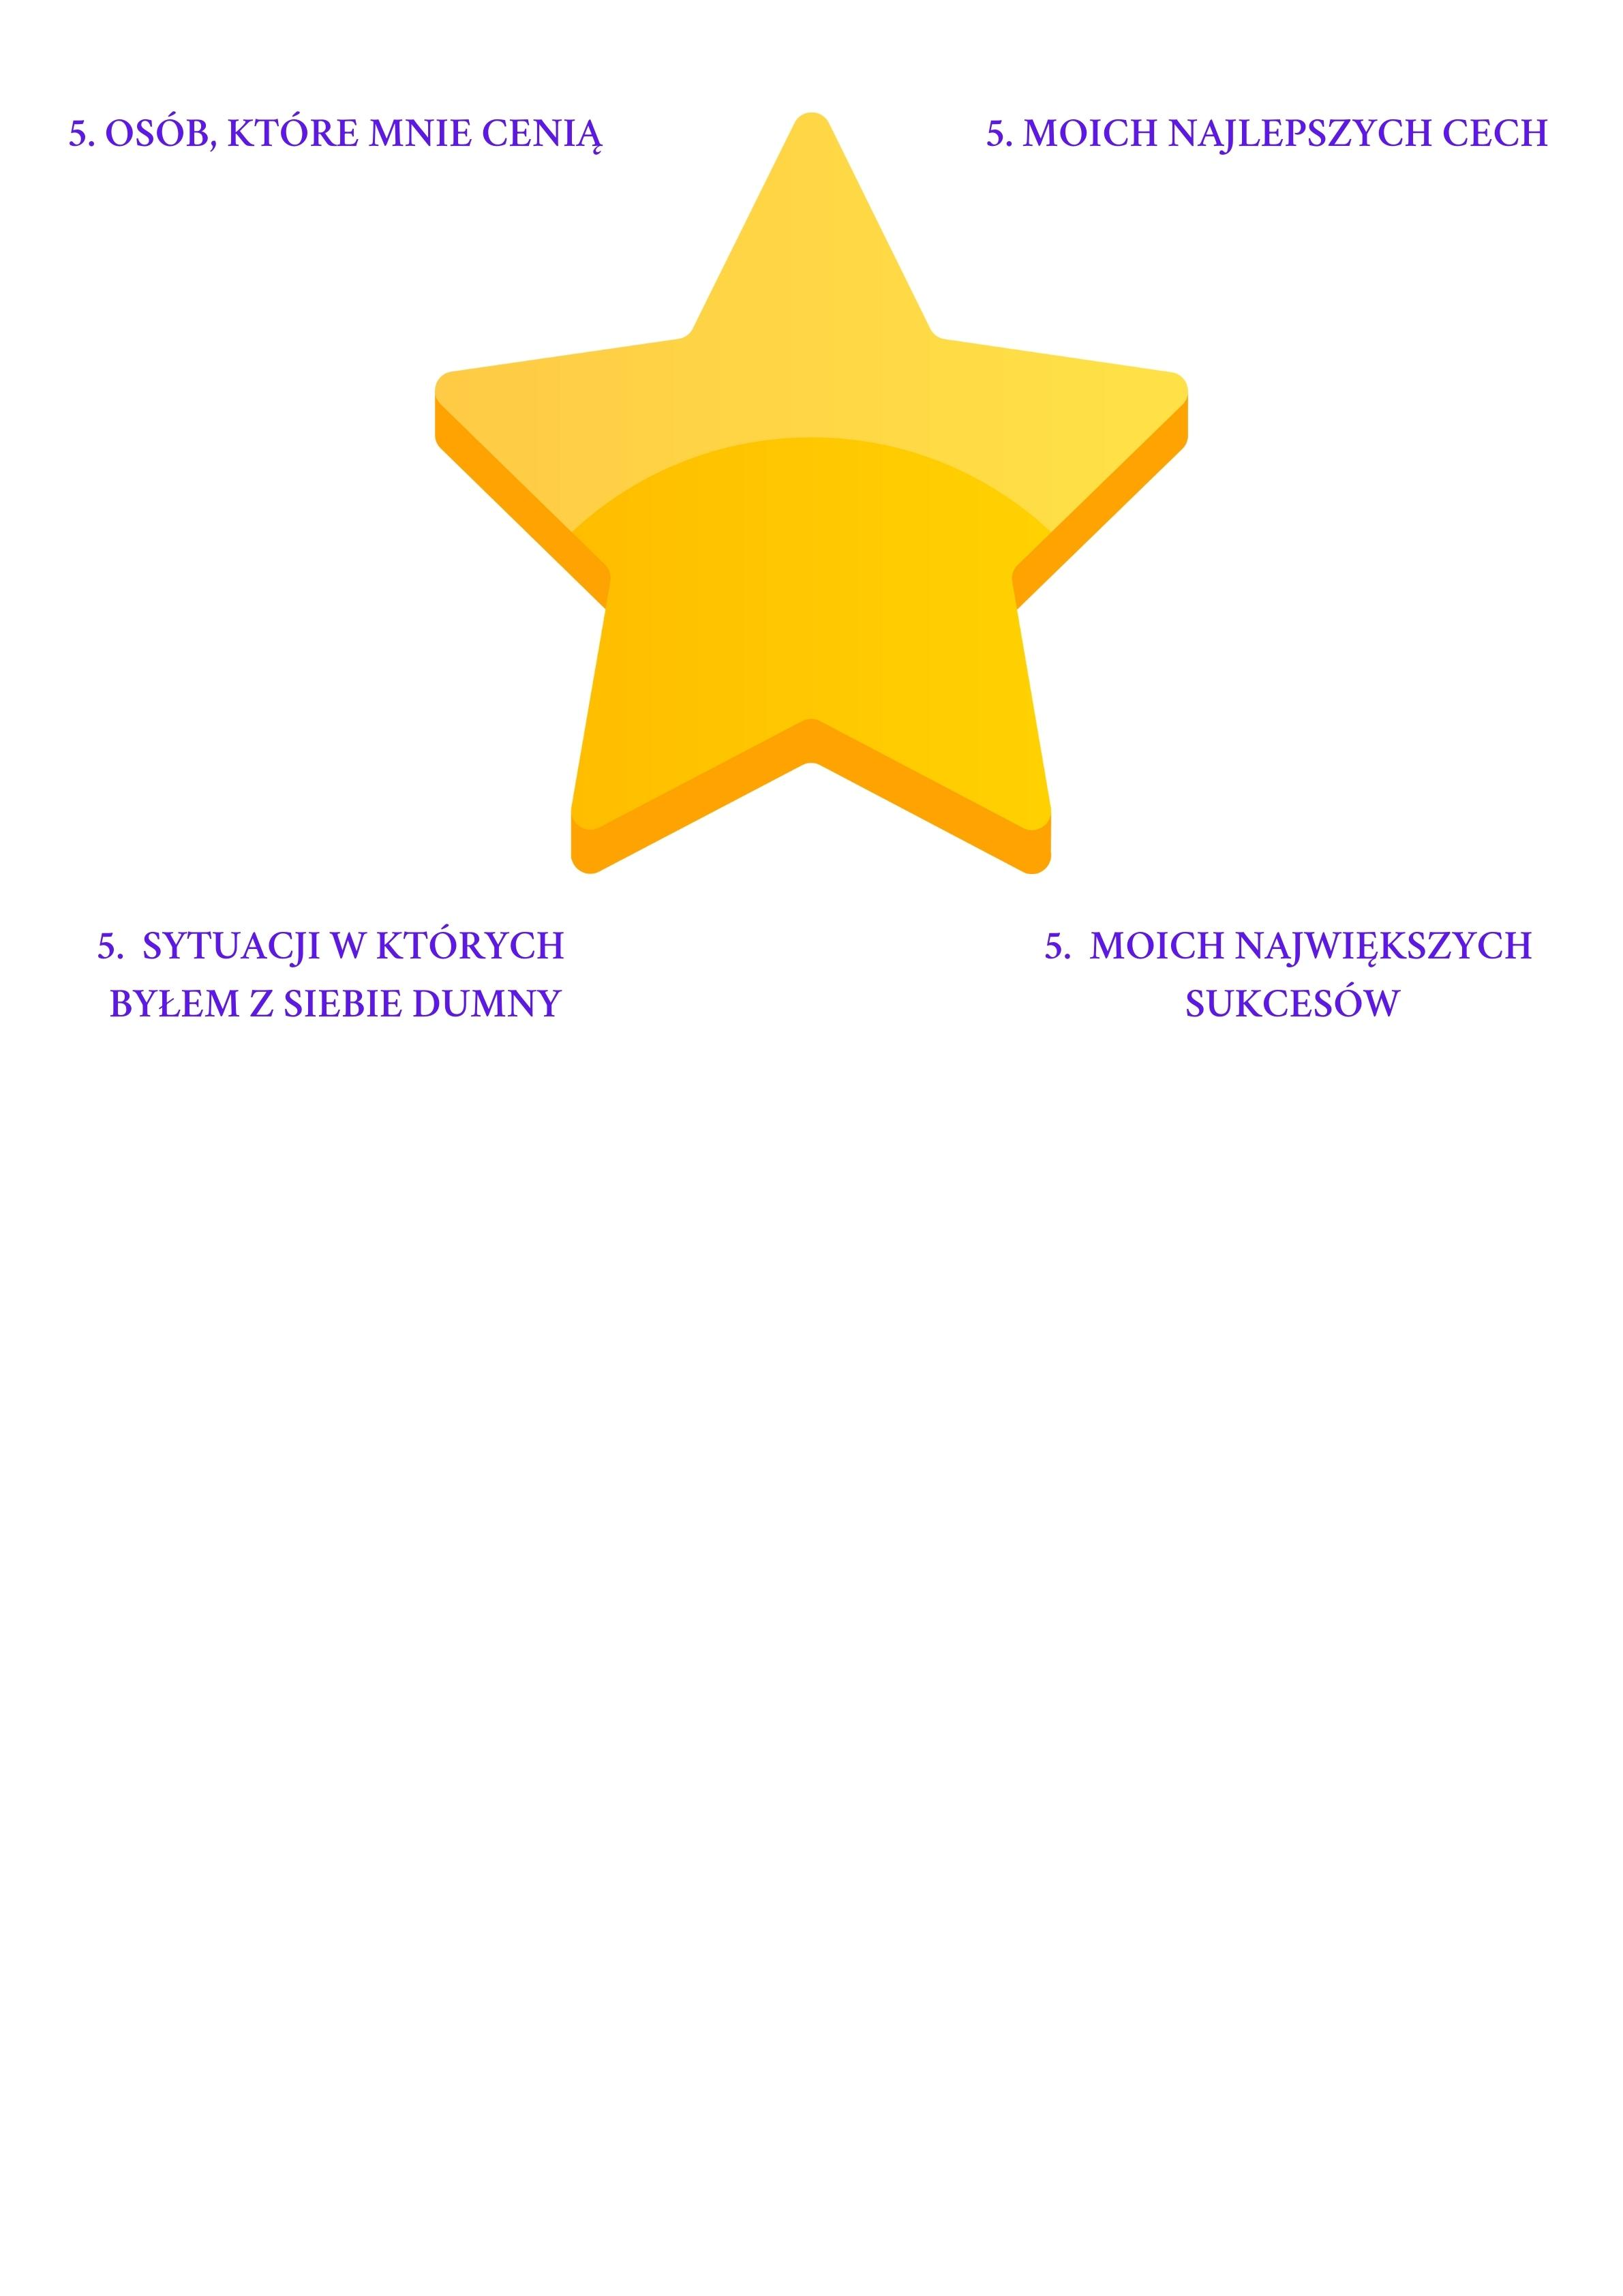 5. OSÓB, KTÓRE MNIE CENIĄ
5. MOICH NAJLEPSZYCH CECH
5. SYTUACJI W KTÓRYCH
BYŁEM Z SIEBIE DUMNY
5. MOICH NAJWIĘKSZYCH
SUKCESÓW